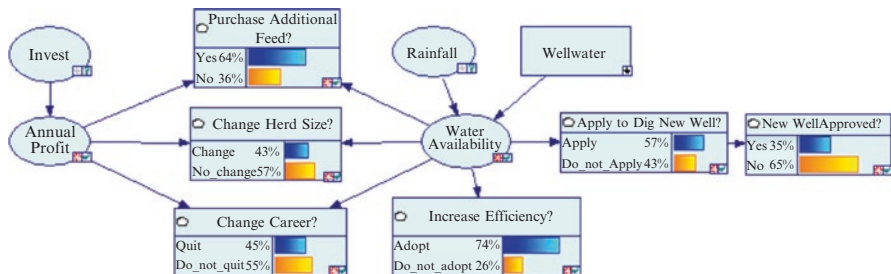 Purchase Additional
Feed?
Yes 64%
No 36%
Invest
Rainfall
Wellwater
Annual
Profit
Change Herd Size?
Change 43%
No_change 57%
Water
Availability
Apply to Dig New Well?
Apply 57%
Do_not_Apply 43%
New WellApproved?
Yes 35%
No 65%
Change Career?
Quit 45%
Do_not_quit 55%
Increase Efficiency?
Adopt 74%
Do_not_adopt 26%